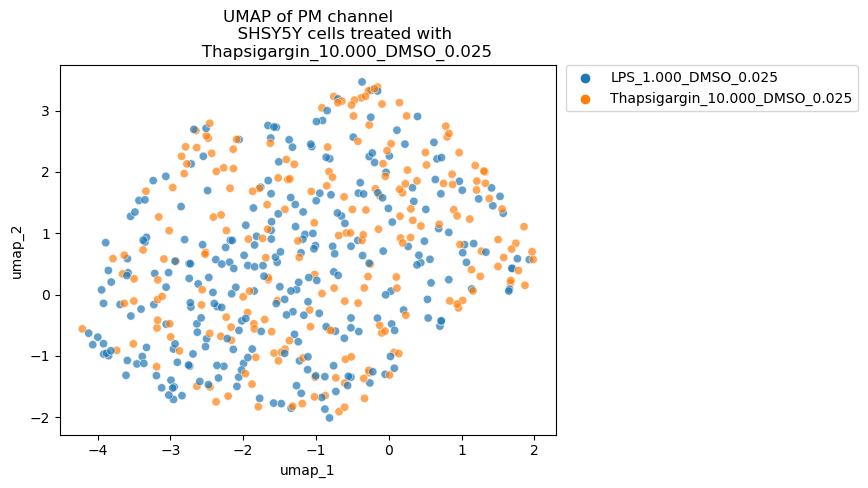 UMAP of PM channel
SHSY5Y cells treated with
Thapsigargin_10.000_DMSO_0.025
LPS_1.000_DMSO_0.025
Thapsigargin_10.000_DMSO_0.025
umap_2
3
2
1
0
−1
−2
−4
−3
−2
−1
0
1
2
umap_1